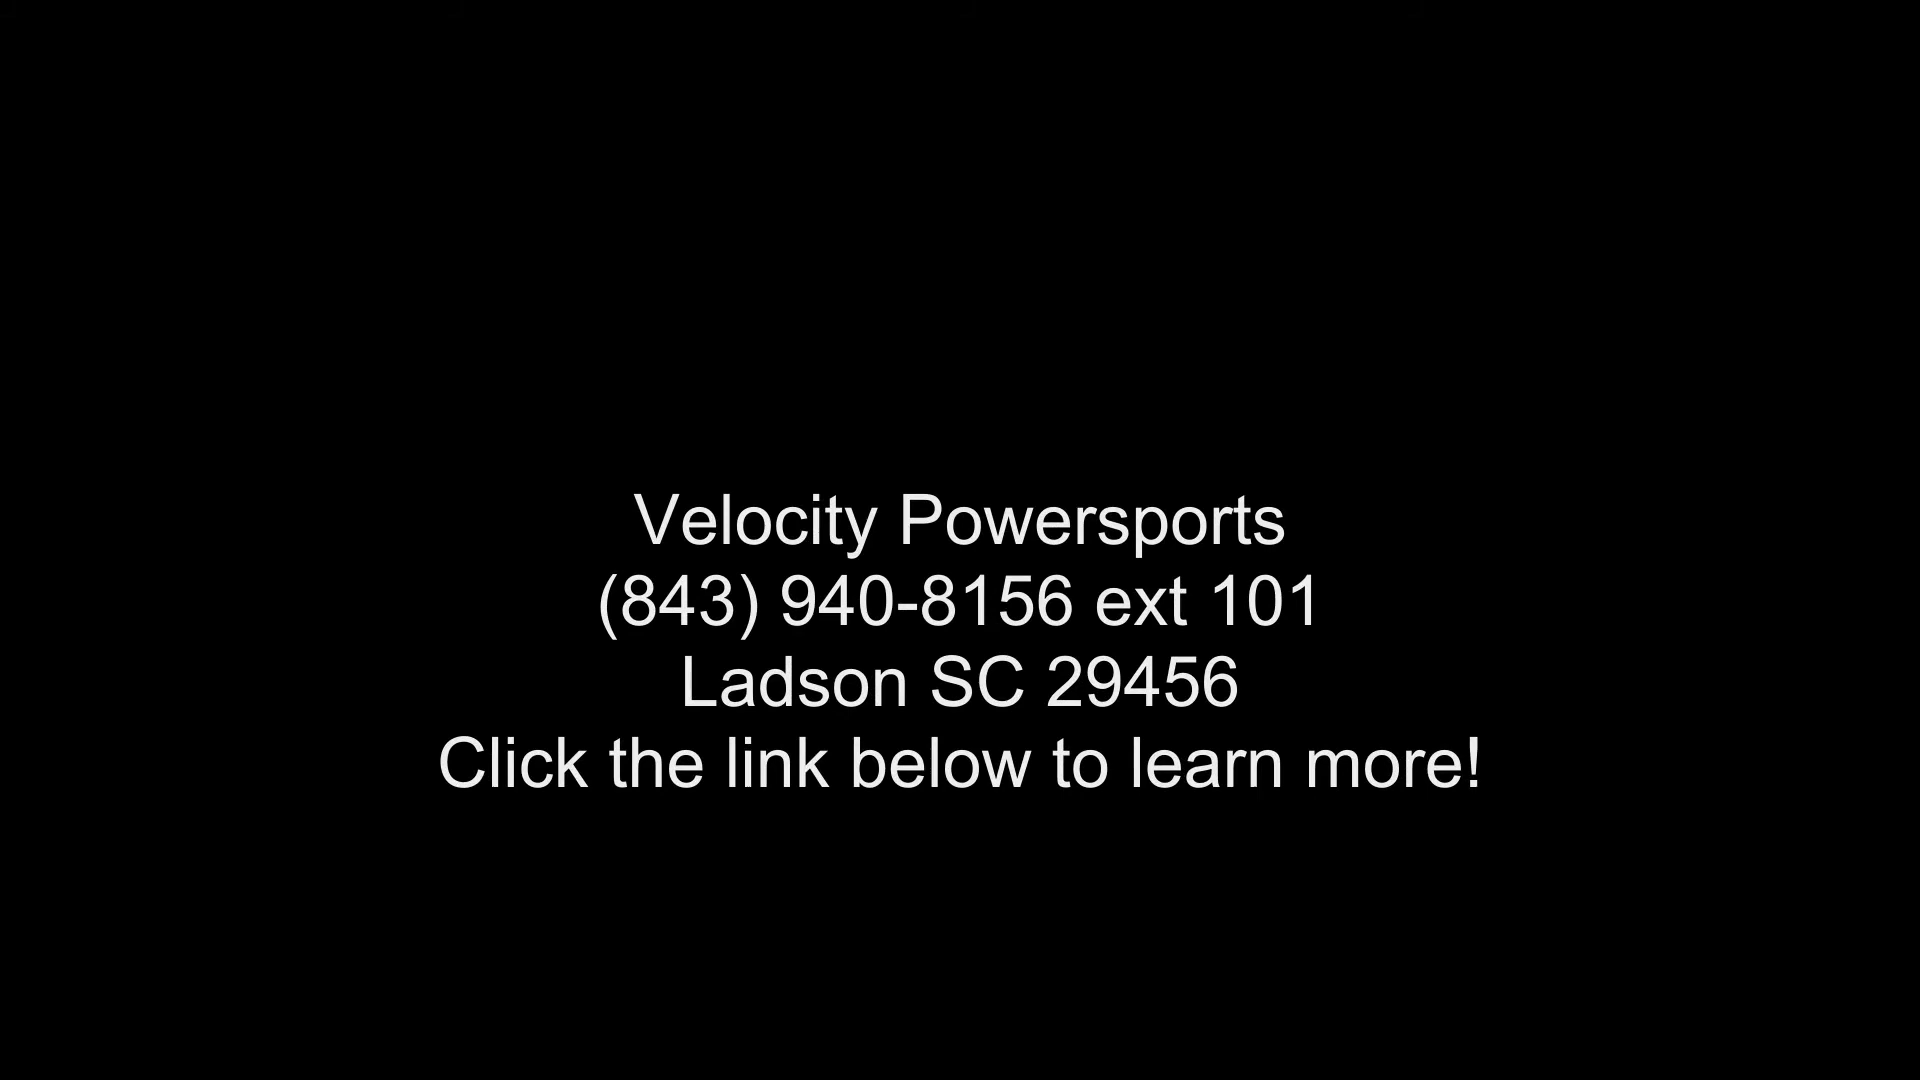 Velocity Powersports
(843) 940-8156 ext 101
Ladson SC 29456
Click the link below to learn more!